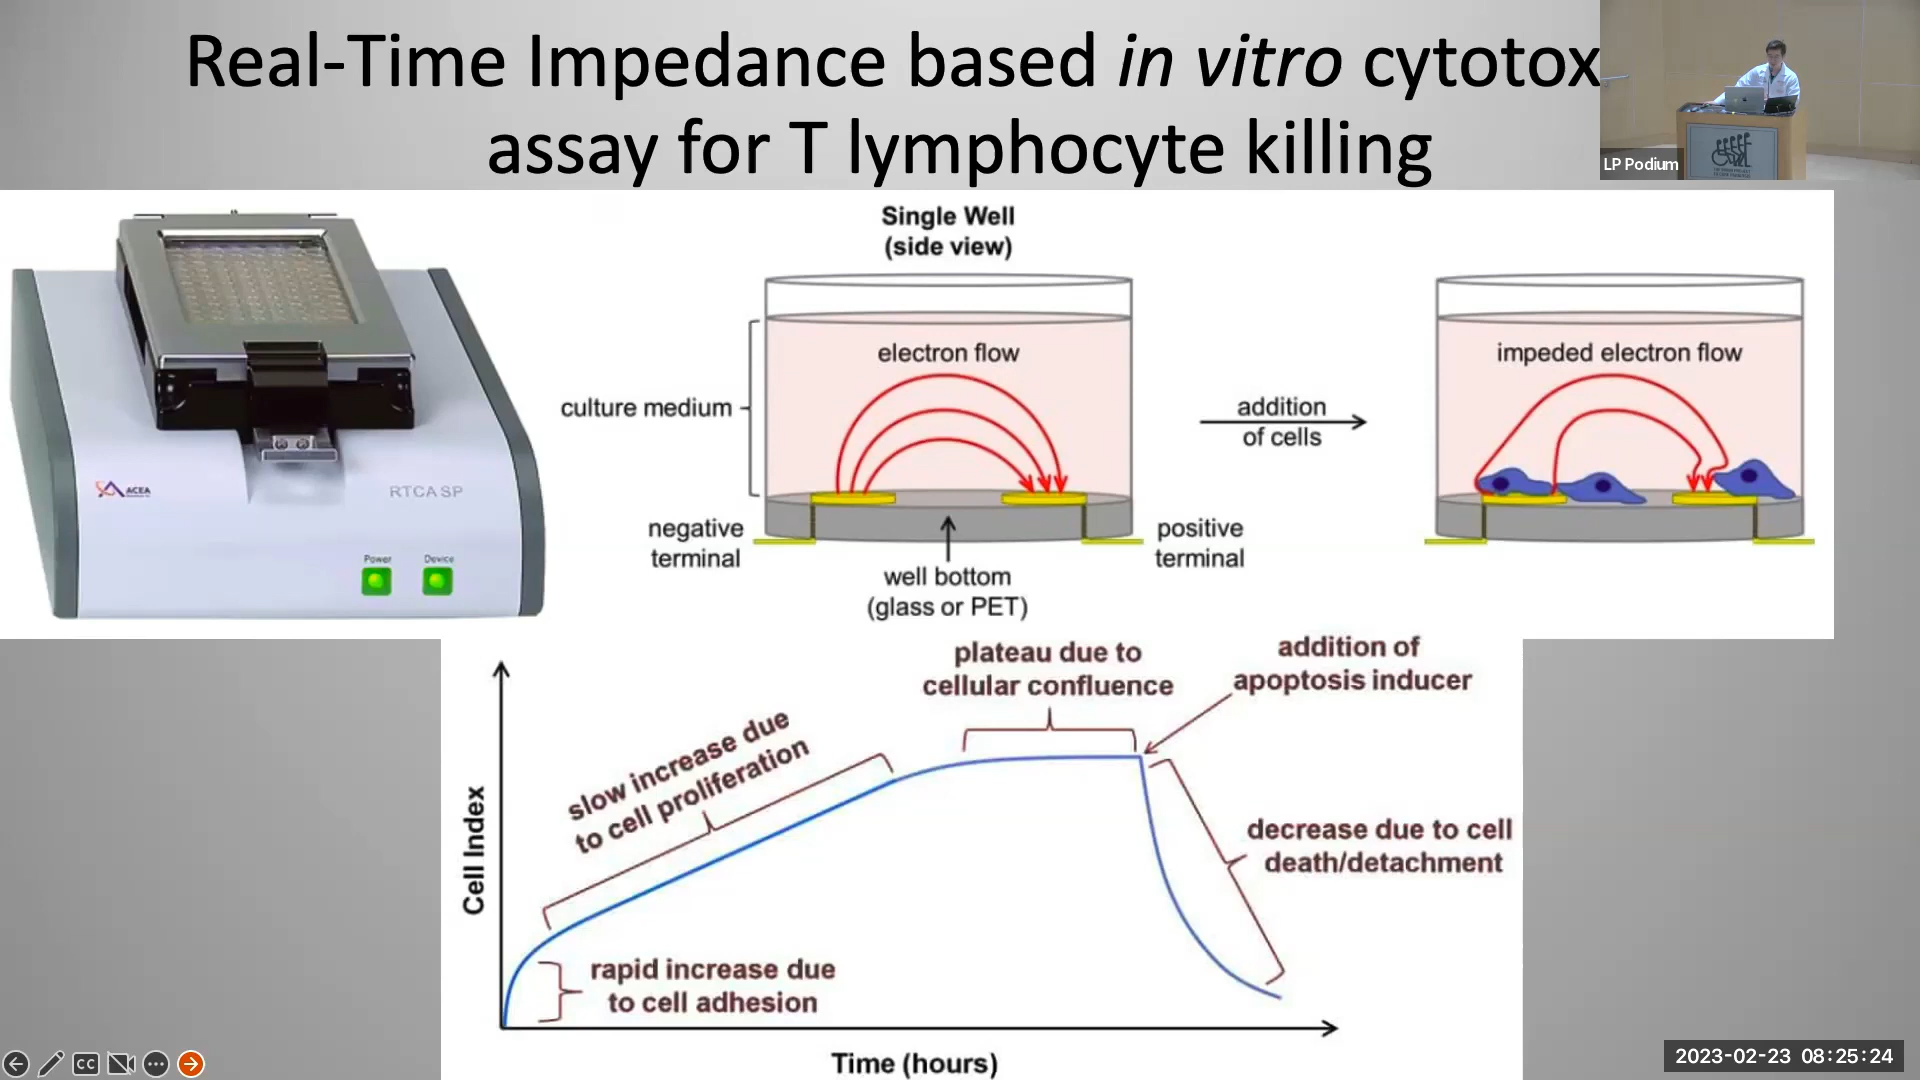 Real-Time Impedance based in vitro cytotox
assay for T lymphocyte killing
LP Podium
Single Well
(side view)
electron flow
culture medium
negative
terminal
positive
terminal
well bottom
(glass or PET)
addition
of cells
impeded electron flow
ACEA
RTCA SP
Power
Device
plateau due to
cellular confluence
addition of
apoptosis inducer
slow increase due
to cell proliferation
decrease due to cell
death/detachment
rapid increase due
to cell adhesion
Cell Index
Time (hours)
CC
2023-02-23 08:25:24